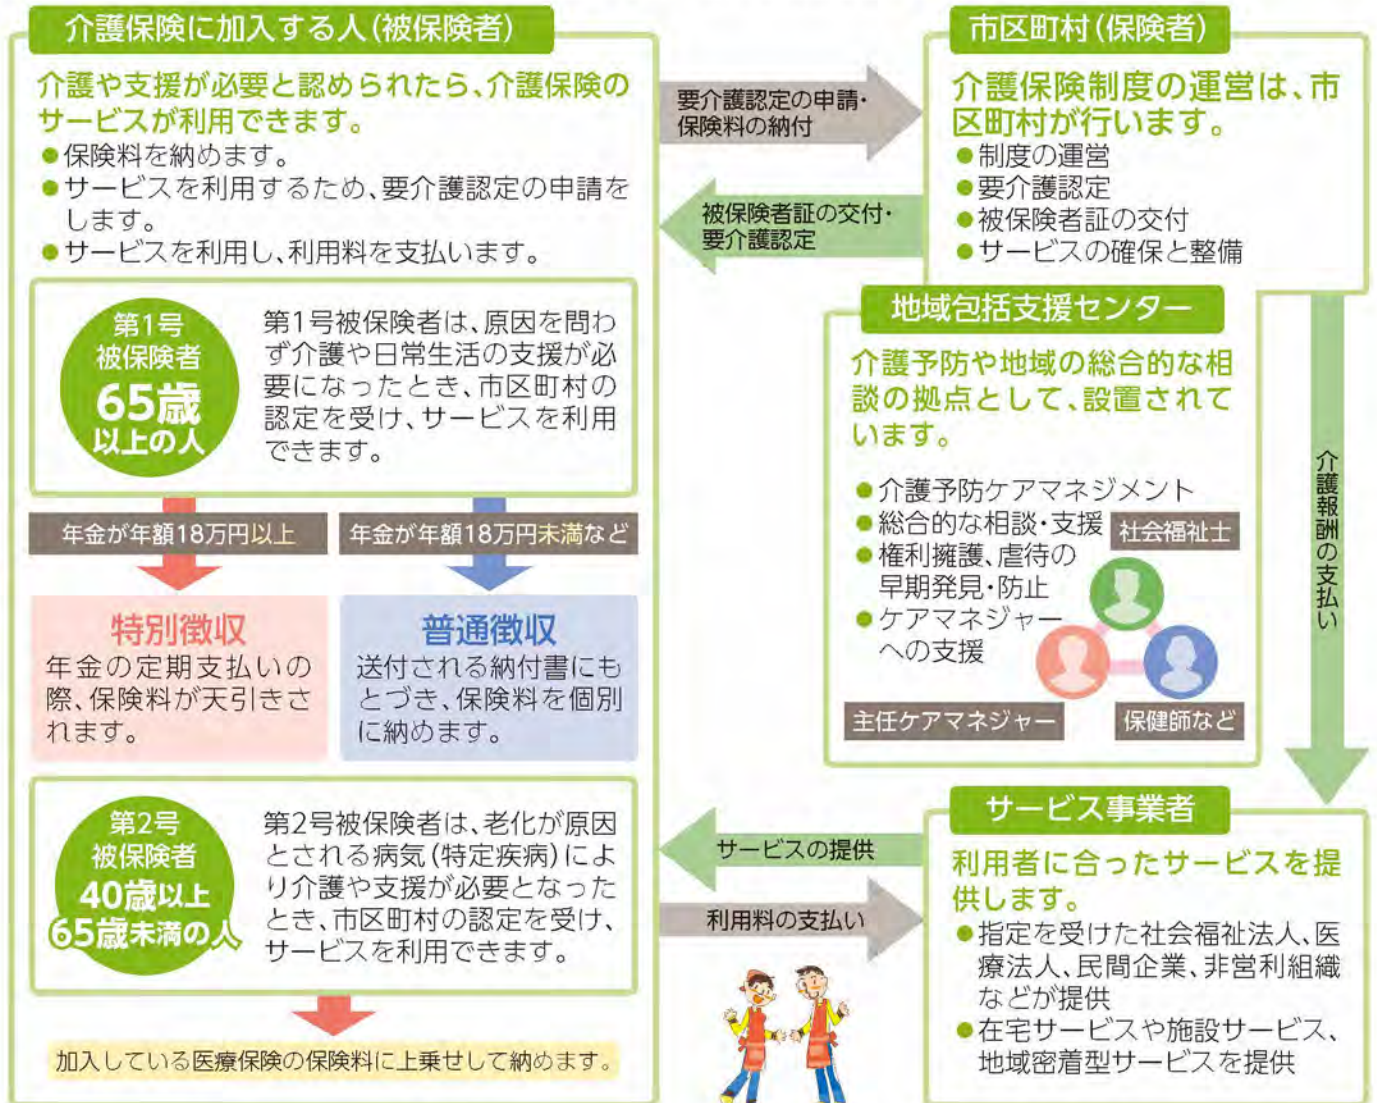 介護保険に加入する人(被保険者)
介護や支援が必要と認められたら、介護保険の
サービスが利用できます。
●保険料を納めます。
●サービスを利用するため、要介護認定の申請を
します。
●サービスを利用し、利用料を支払います。
第1号
被保険者
65歳
以上の人
第1号被保険者は、原因を問わ
ず介護や日常生活の支援が必
要になったとき、市区町村の
認定を受け、サービスを利用
できます。
年金が年額18万円以上
年金が年額18万円未満など
特別徴収
年金の定期支払いの
際、保険料が天引きさ
れます。
普通徴収
送付される納付書にも
とづき、保険料を個別
に納めます。
第2号
被保険者
40歳以上
65歳未満の人
第2号被保険者は、老化が原因
とされる病気(特定疾病)によ
り介護や支援が必要となった
とき、市区町村の認定を受け、
サービスを利用できます。
加入している医療保険の保険料に上乗せして納めます。
要介護認定の申請・
保険料の納付
被保険者証の交付・
要介護認定
市区町村(保険者)
介護保険制度の運営は、市
区町村が行います。
●制度の運営
●要介護認定
●被保険者証の交付
●サービスの確保と整備
地域包括支援センター
介護予防や地域の総合的な相
談の拠点として、設置されて
います。
●介護予防ケアマネジメント
●総合的な相談・支援
●権利擁護、虐待の
早期発見・防止
●ケアマネジャー
への支援
社会福祉士
主任ケアマネジャー
保健師など
介護報酬の支払い
サービスの提供
利用料の支払い
サービス事業者
利用者に合ったサービスを提
供します。
●指定を受けた社会福祉法人、医
療法人、民間企業、非営利組織
などが提供
●在宅サービスや施設サービス、
地域密着型サービスを提供